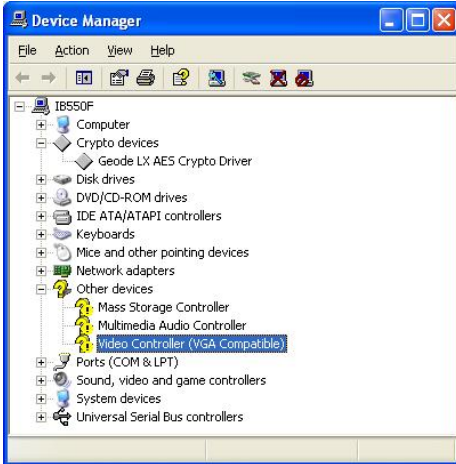 Device Manager
File Action View Help
IB550F
Computer
Crypto devices
Geode LX AES Crypto Driver
Disk drives
DVD/CD-ROM drives
IDE ATA/ATAPI controllers
Keyboards
Mice and other pointing devices
Network adapters
Other devices
Mass Storage Controller
Multimedia Audio Controller
Video Controller (VGA Compatible)
Ports (COM & LPT)
Sound, video and game controllers
System devices
Universal Serial Bus controllers